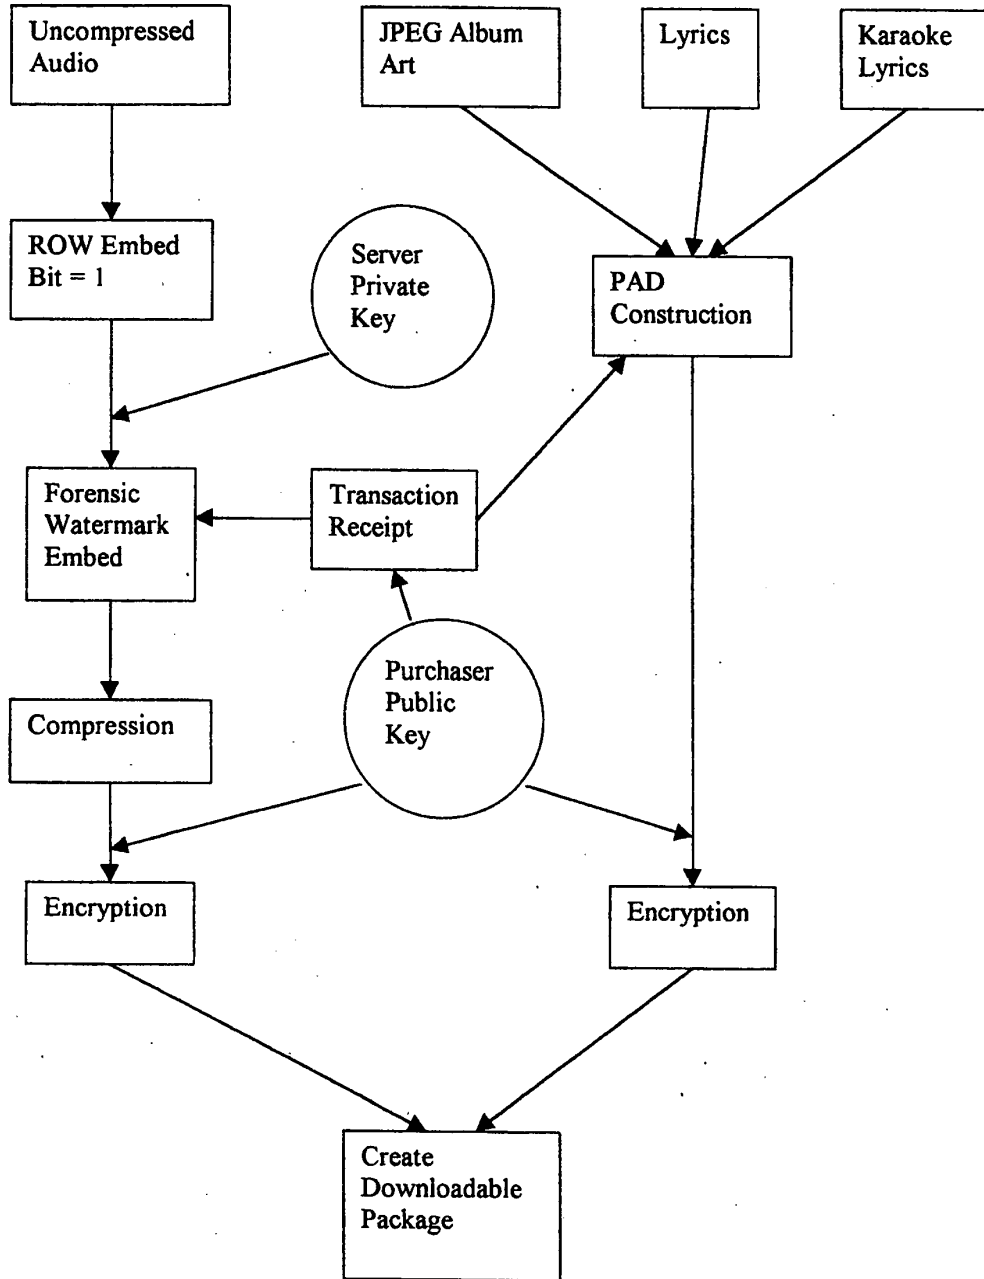 Uncompressed
Audio
JPEG Album
Art
Lyrics
Karaoke
Lyrics
ROW Embed
Bit = 1
Server
Private
Key
PAD
Construction
Forensic
Watermark
Embed
Transaction
Receipt
Purchaser
Public
Key
Compression
Encryption
Encryption
Create
Downloadable
Package